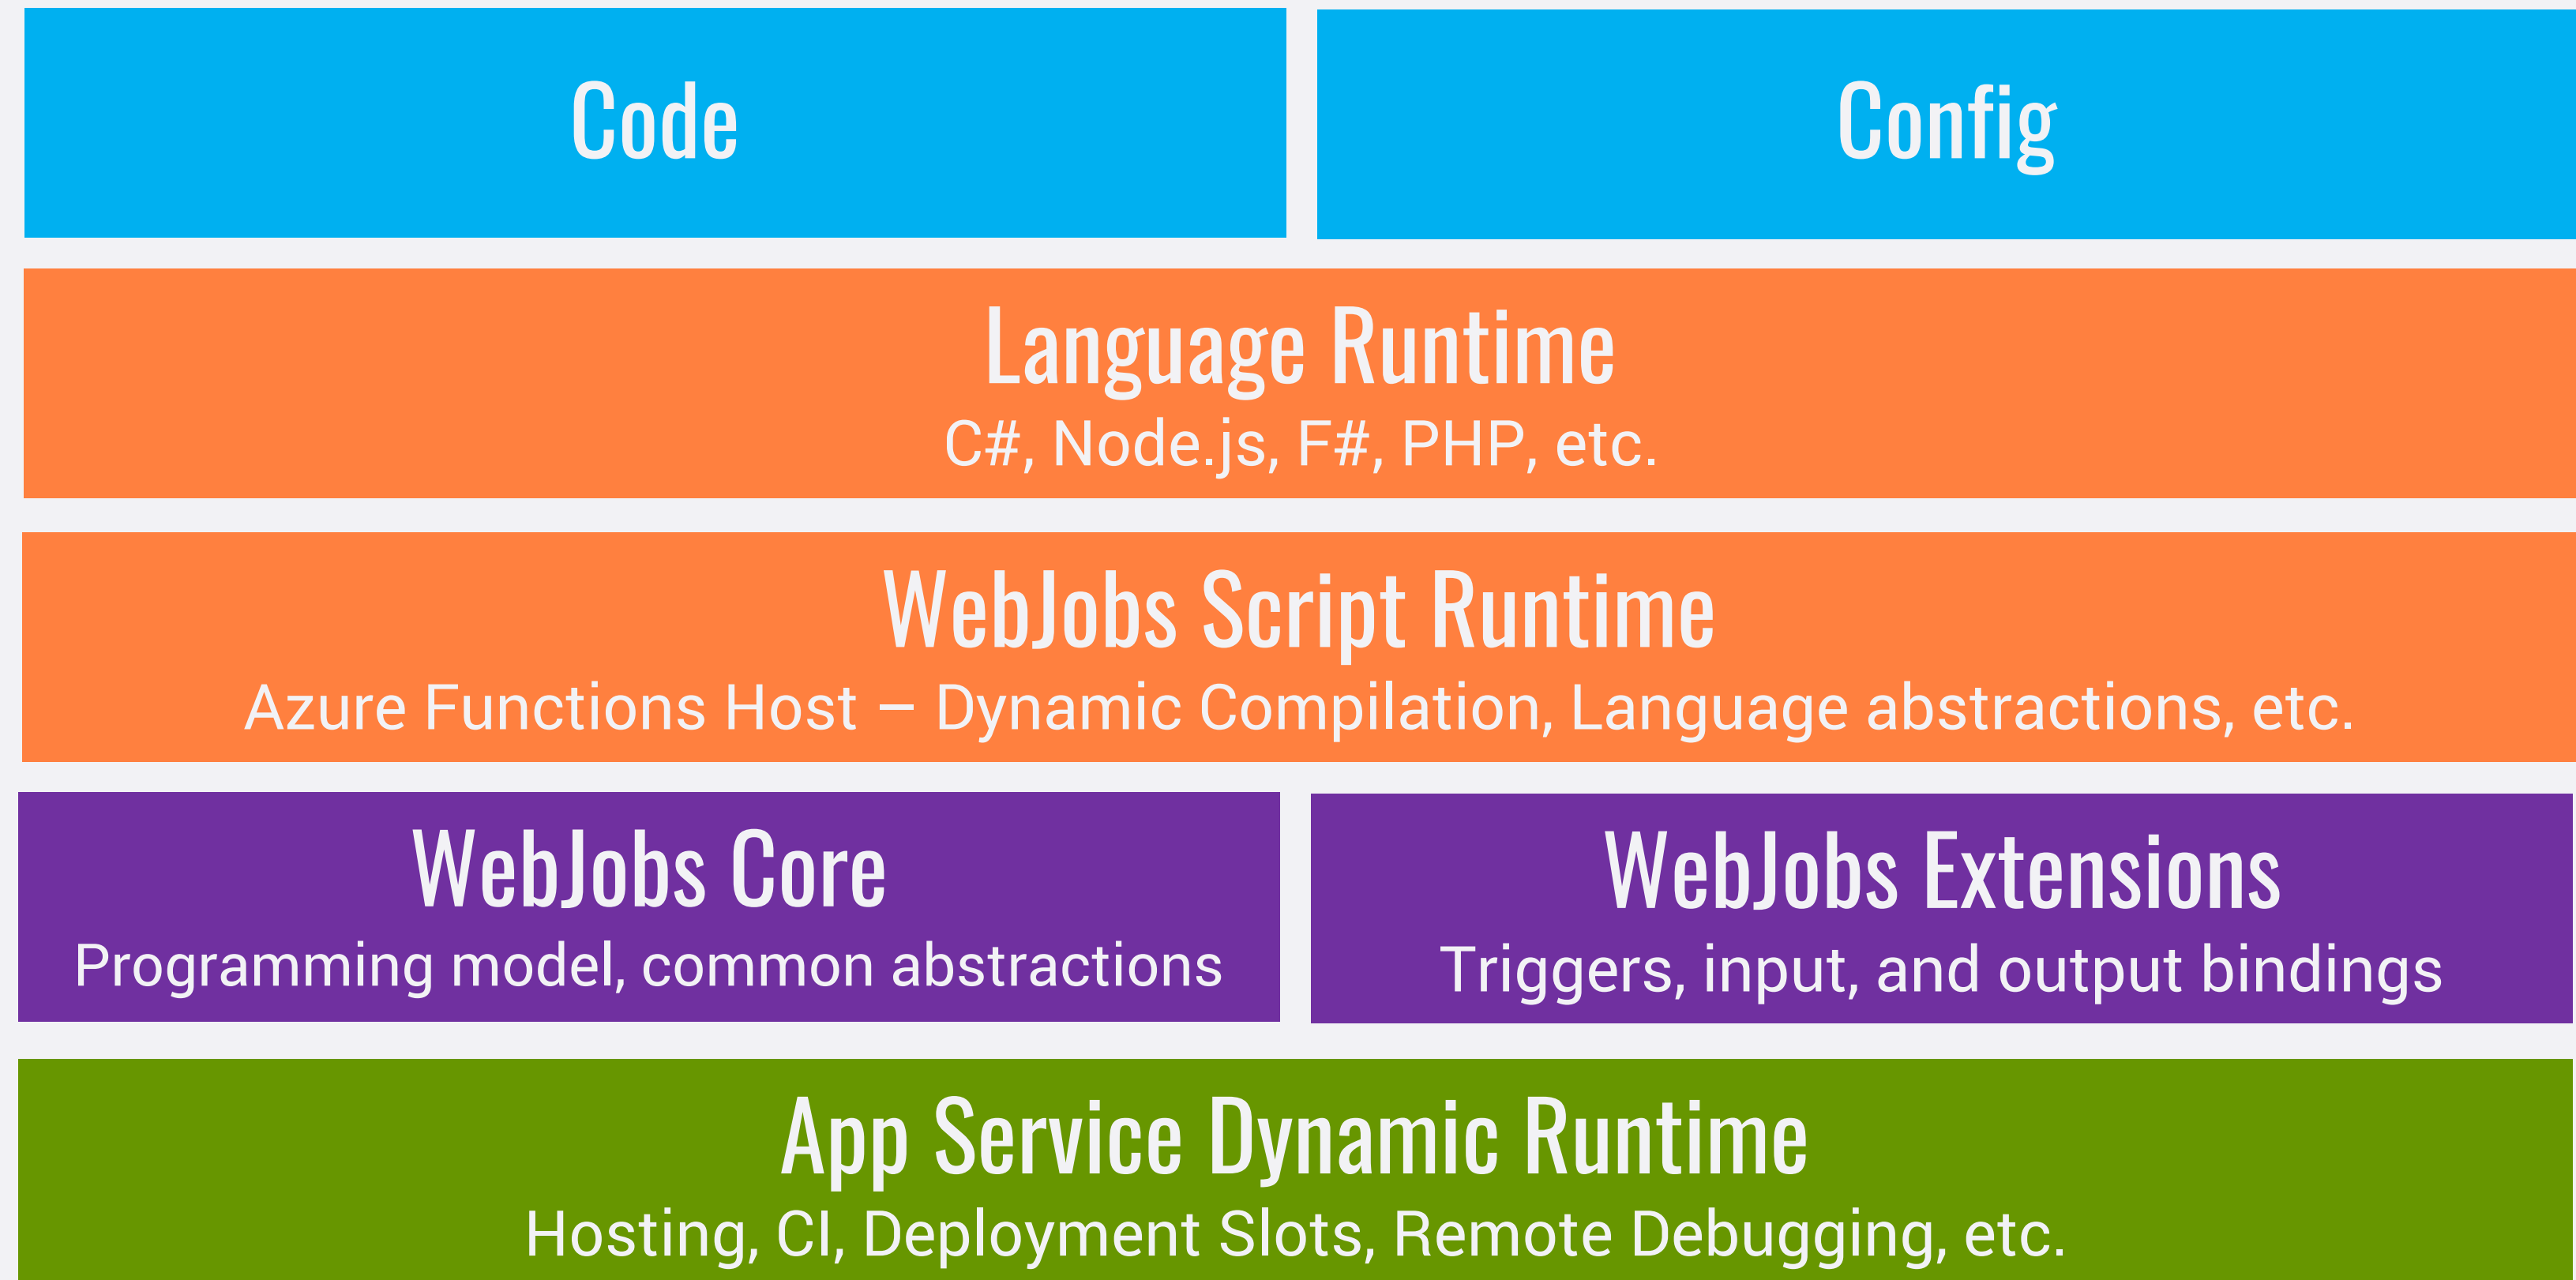 Code
Config
Language Runtime
C#, Node.js, F#, PHP, etc.
WebJobs Script Runtime
Azure Functions Host – Dynamic Compilation, Language abstractions, etc.
WebJobs Core
Programming model, common abstractions
WebJobs Extensions
Triggers, input, and output bindings
App Service Dynamic Runtime
Hosting, CI, Deployment Slots, Remote Debugging, etc.